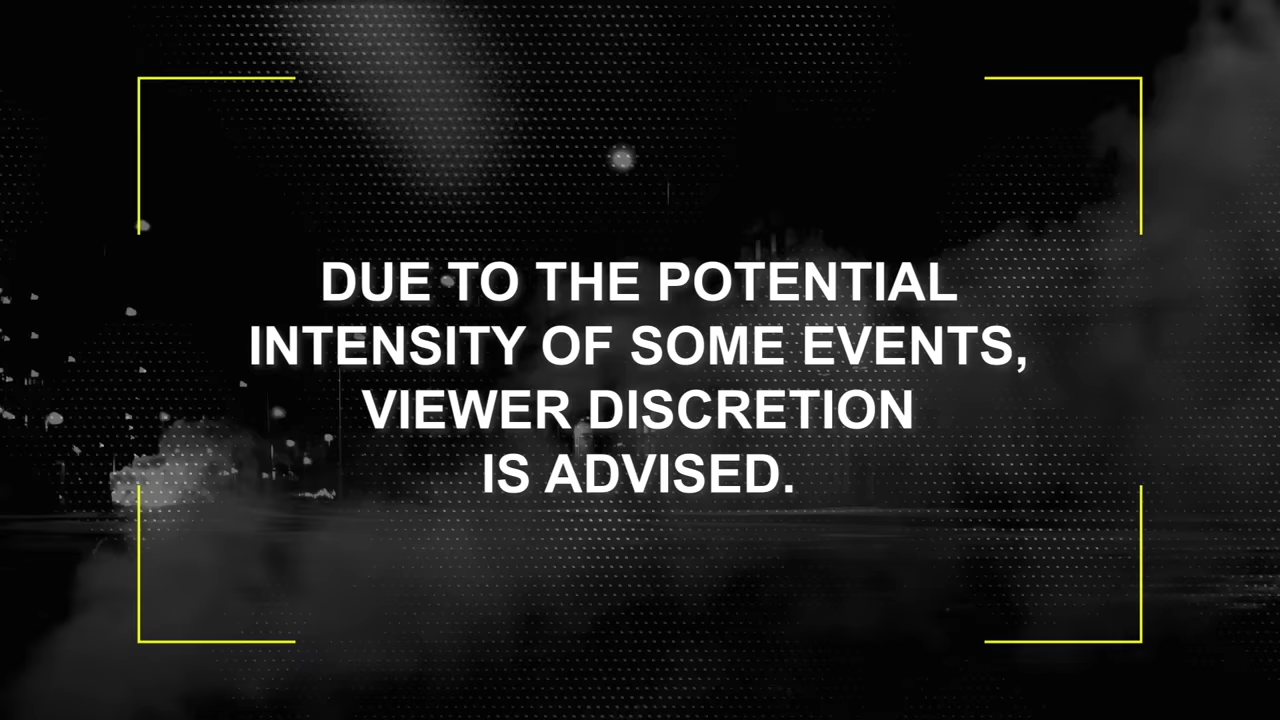 DUE TO THE POTENTIAL
INTENSITY OF SOME EVENTS,
VIEWER DISCRETION
IS ADVISED.